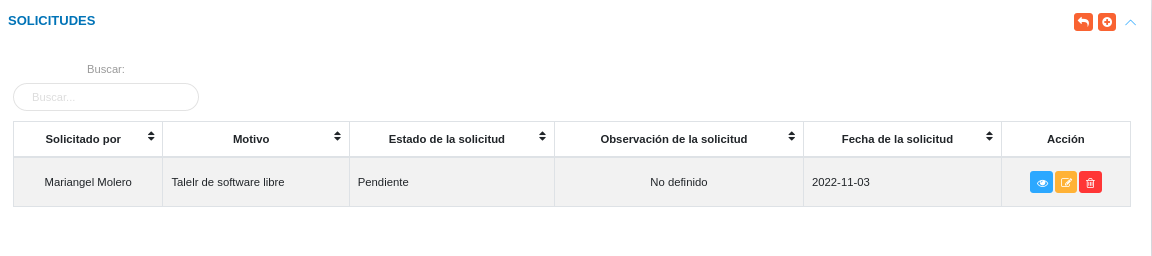 SOLICITUDES
Buscar:
Buscar...
Solicitado por Motivo Estado de la solicitud Observación de la solicitud Fecha de la solicitud Acción
Mariangel Molero Talelr de software libre Pendiente No definido 2022-11-03